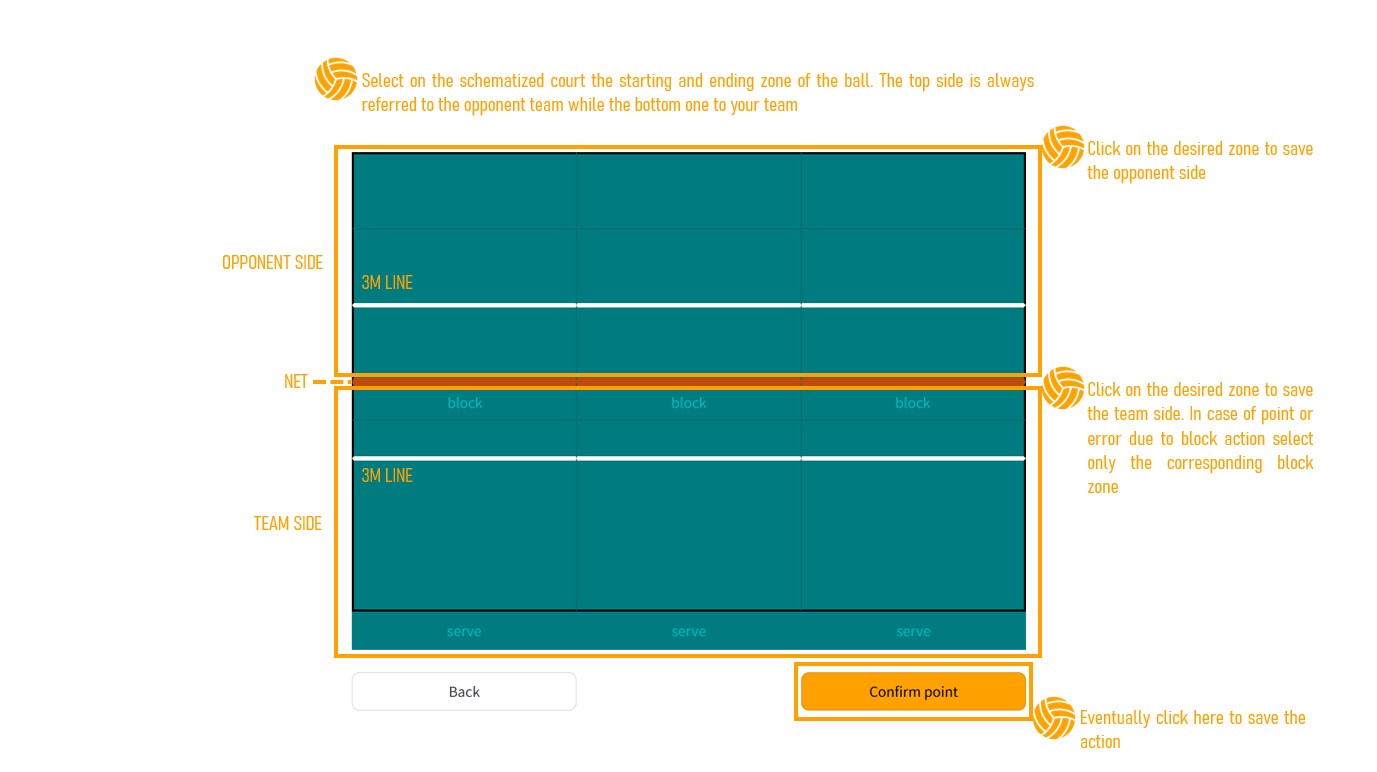 Select on the schematized court the starting and ending zone of the ball. The top side is always
referred to the opponent team while the bottom one to your team
Click on the desired zone to save
the opponent side
OPPONENT SIDE
3M LINE
NET
block block block
Click on the desired zone to save
the team side. In case of point or
error due to block action select
only the corresponding block
zone
3M LINE
TEAM SIDE
serve serve serve
Back
Confirm point
Eventually click here to save the
action